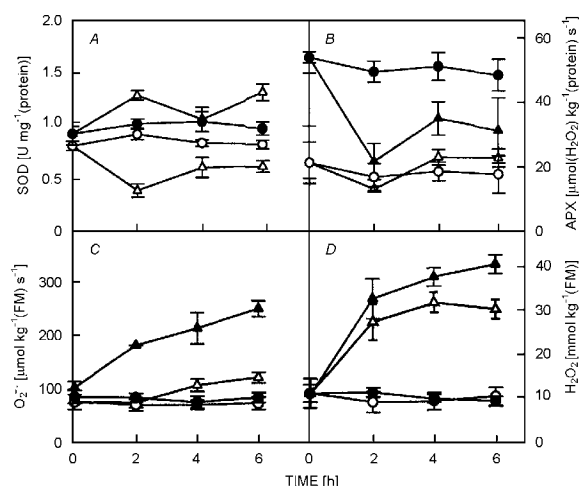 2.0
1.5
1.0
0.5
0
SOD [U mg⁻¹(protein)]
A
B
60
40
20
0
APX [µmol(H₂O₂) kg⁻¹(protein) s⁻¹]
300
200
100
0
O₂⁻· [µmol kg⁻¹(FM) s⁻¹]
C
D
40
30
20
10
0
H₂O₂ [mmol kg⁻¹(FM)]
0 2 4 6 0 2 4 6
TIME [h]